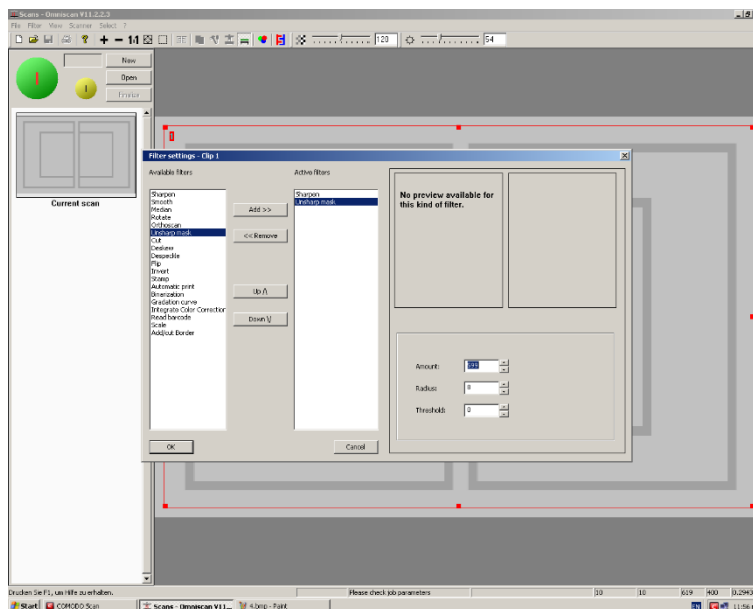 Scans - Omniscan V11.2.2.3
File Filter View Scanner Select ?
1:1 120 54
New
Open
Current scan
Filter settings - Clip 1
Available filters
Sharpen
Smooth
Median
Rotate
Orthoscan
Unsharp mask
Cut
Deskew
Despeckle
Flip
Invert
Stamp
Automatic print
Binarization
Gradation curve
Integrate Color Correction
Read barcode
Scale
Add/cut Border
Add >>
<< Remove
Up /\
Down \/
OK
Active filters
Sharpen
Unsharp mask
Cancel
No preview available for
this kind of filter.
Amount:
Radius:
Threshold: 0
Drucken Sie F1, um Hilfe zu erhalten. Please check job parameters 10 10 619 400
Start COMODO Scan Scans - Omniscan V11... 4.bmp - Paint EN